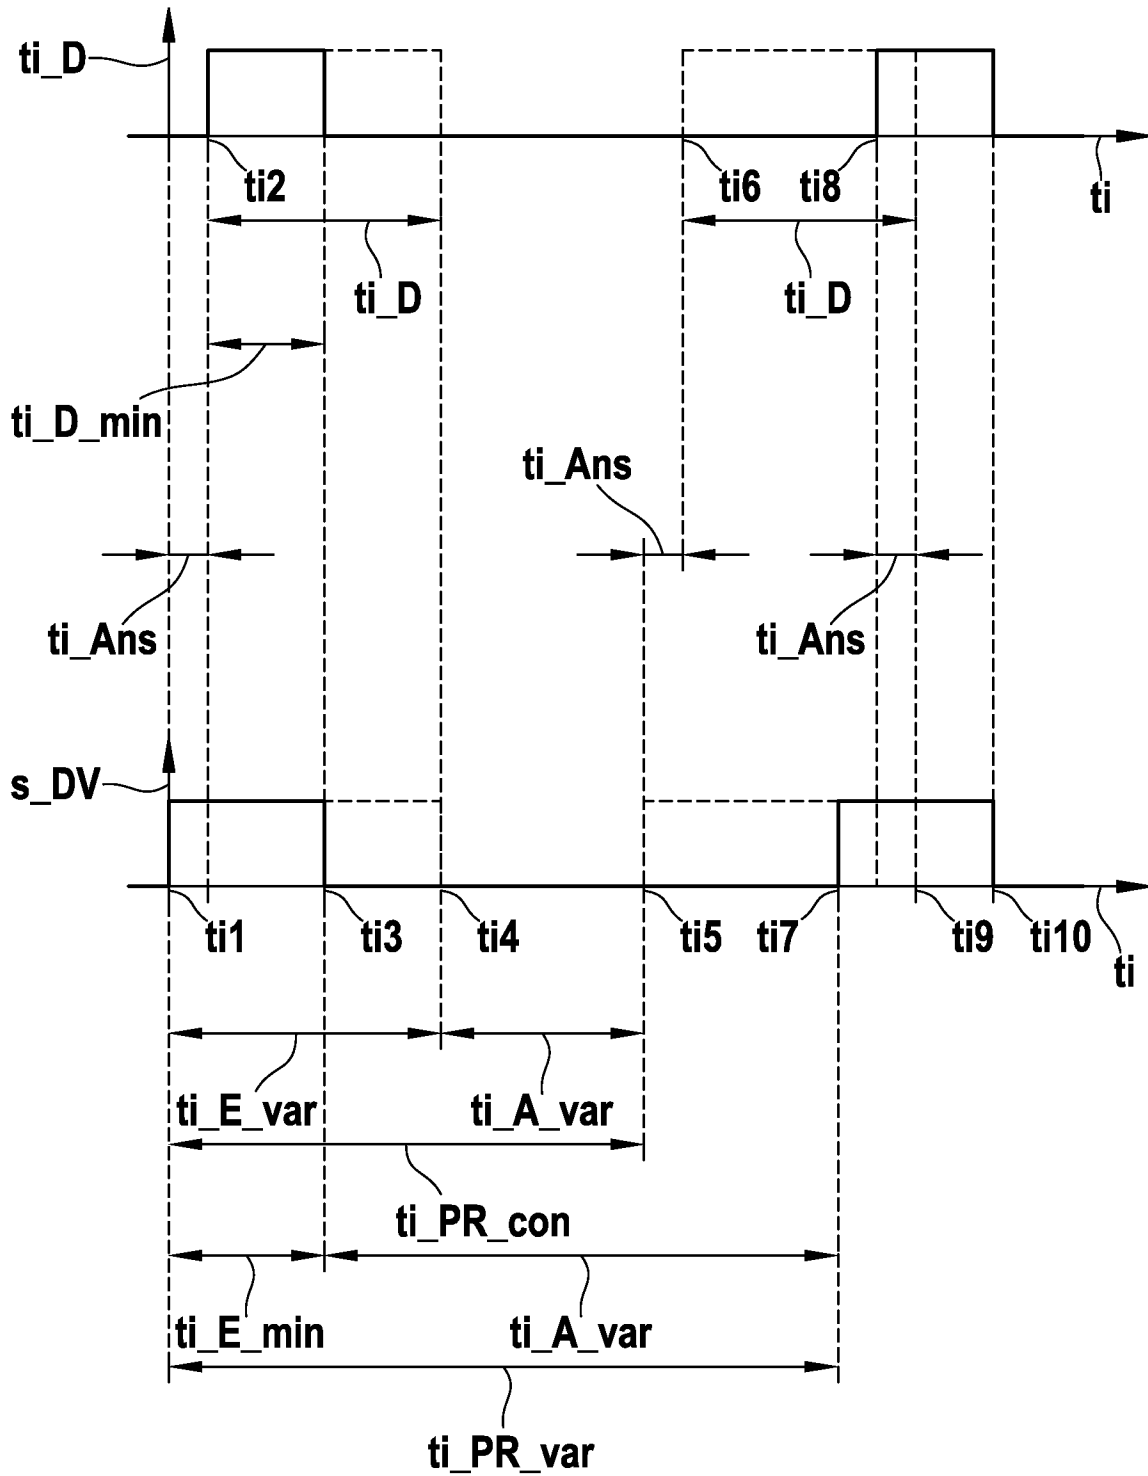 ti_D
ti2
ti6
ti8
ti
ti_D
ti_D
ti_D_min
ti_Ans
ti_Ans
ti_Ans
s_DV
ti1
ti3
ti4
ti5
ti7
ti9
ti10
ti
ti_E_var
ti_A_var
ti_PR_con
ti_E_min
ti_A_var
ti_PR_var